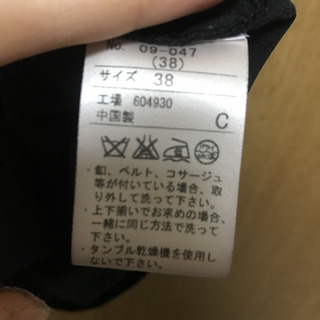 No. 09-047
(38)
サイズ 38
工場 604930
中国製 C
・釦、ベルト、コサージュ
等が付いている場合、取
り外して洗って下さい。
・上下揃いでお求めの場合、
一緒に同じ方法で洗って
下さい。
・タンブル乾燥機を使用し
ないで下さい。